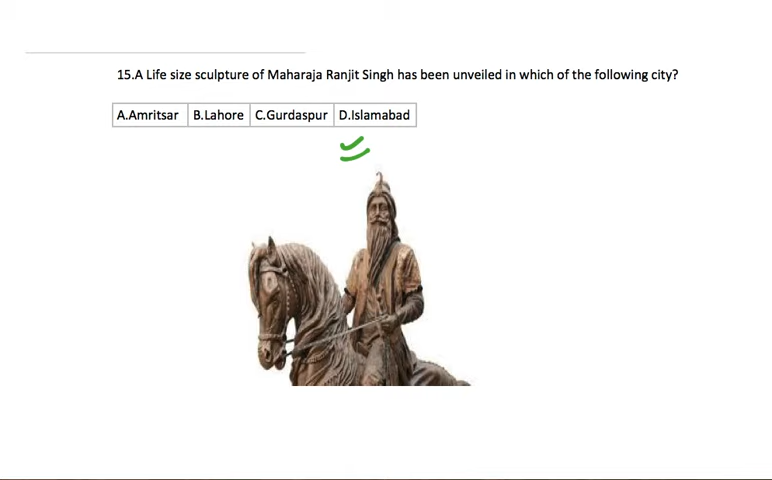 15.A Life size sculpture of Maharaja Ranjit Singh has been unveiled in which of the following city?
A.Amritsar B.Lahore C.Gurdaspur D.Islamabad